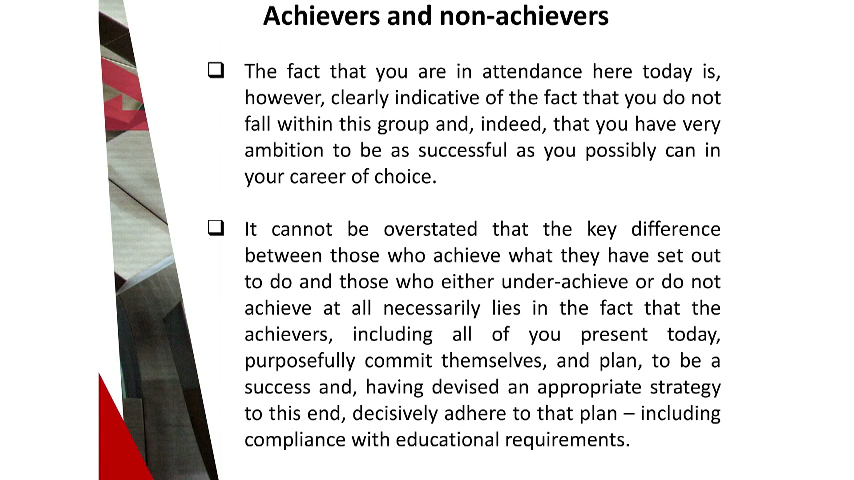 Achievers and non-achievers
❑ The fact that you are in attendance here today is,
however, clearly indicative of the fact that you do not
fall within this group and, indeed, that you have very
ambition to be as successful as you possibly can in
your career of choice.
❑ It cannot be overstated that the key difference
between those who achieve what they have set out
to do and those who either under-achieve or do not
achieve at all necessarily lies in the fact that the
achievers, including all of you present today,
purposefully commit themselves, and plan, to be a
success and, having devised an appropriate strategy
to this end, decisively adhere to that plan – including
compliance with educational requirements.